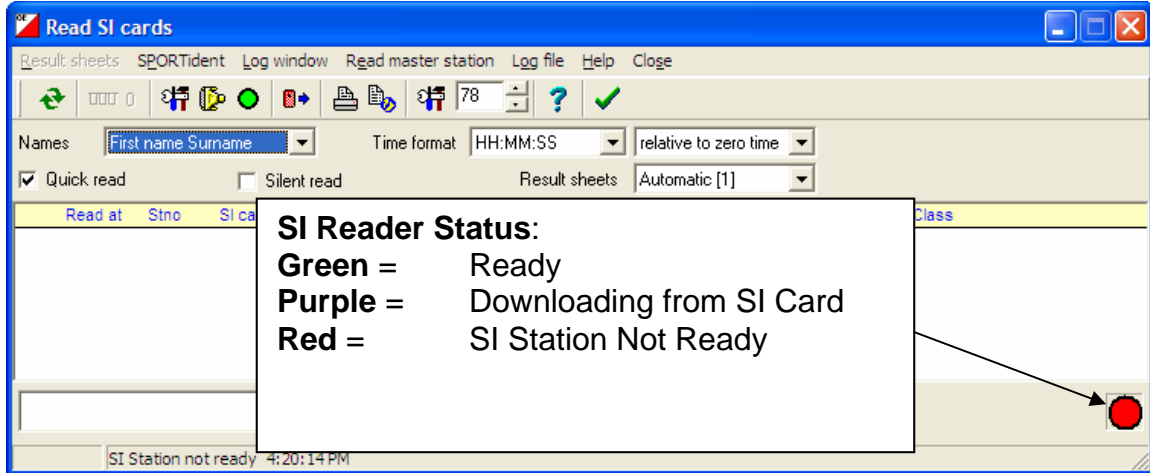 OE Read SI cards
Result sheets SPORTident Log window Read master station Log file Help Close
0 78 ?
Names First name Surname Time format HH:MM:SS relative to zero time
Quick read Silent read Result sheets Automatic [1]
Read at Stno SI ca Class
SI Reader Status:
Green = Ready
Purple = Downloading from SI Card
Red = SI Station Not Ready
SI Station not ready 4:20:14 PM